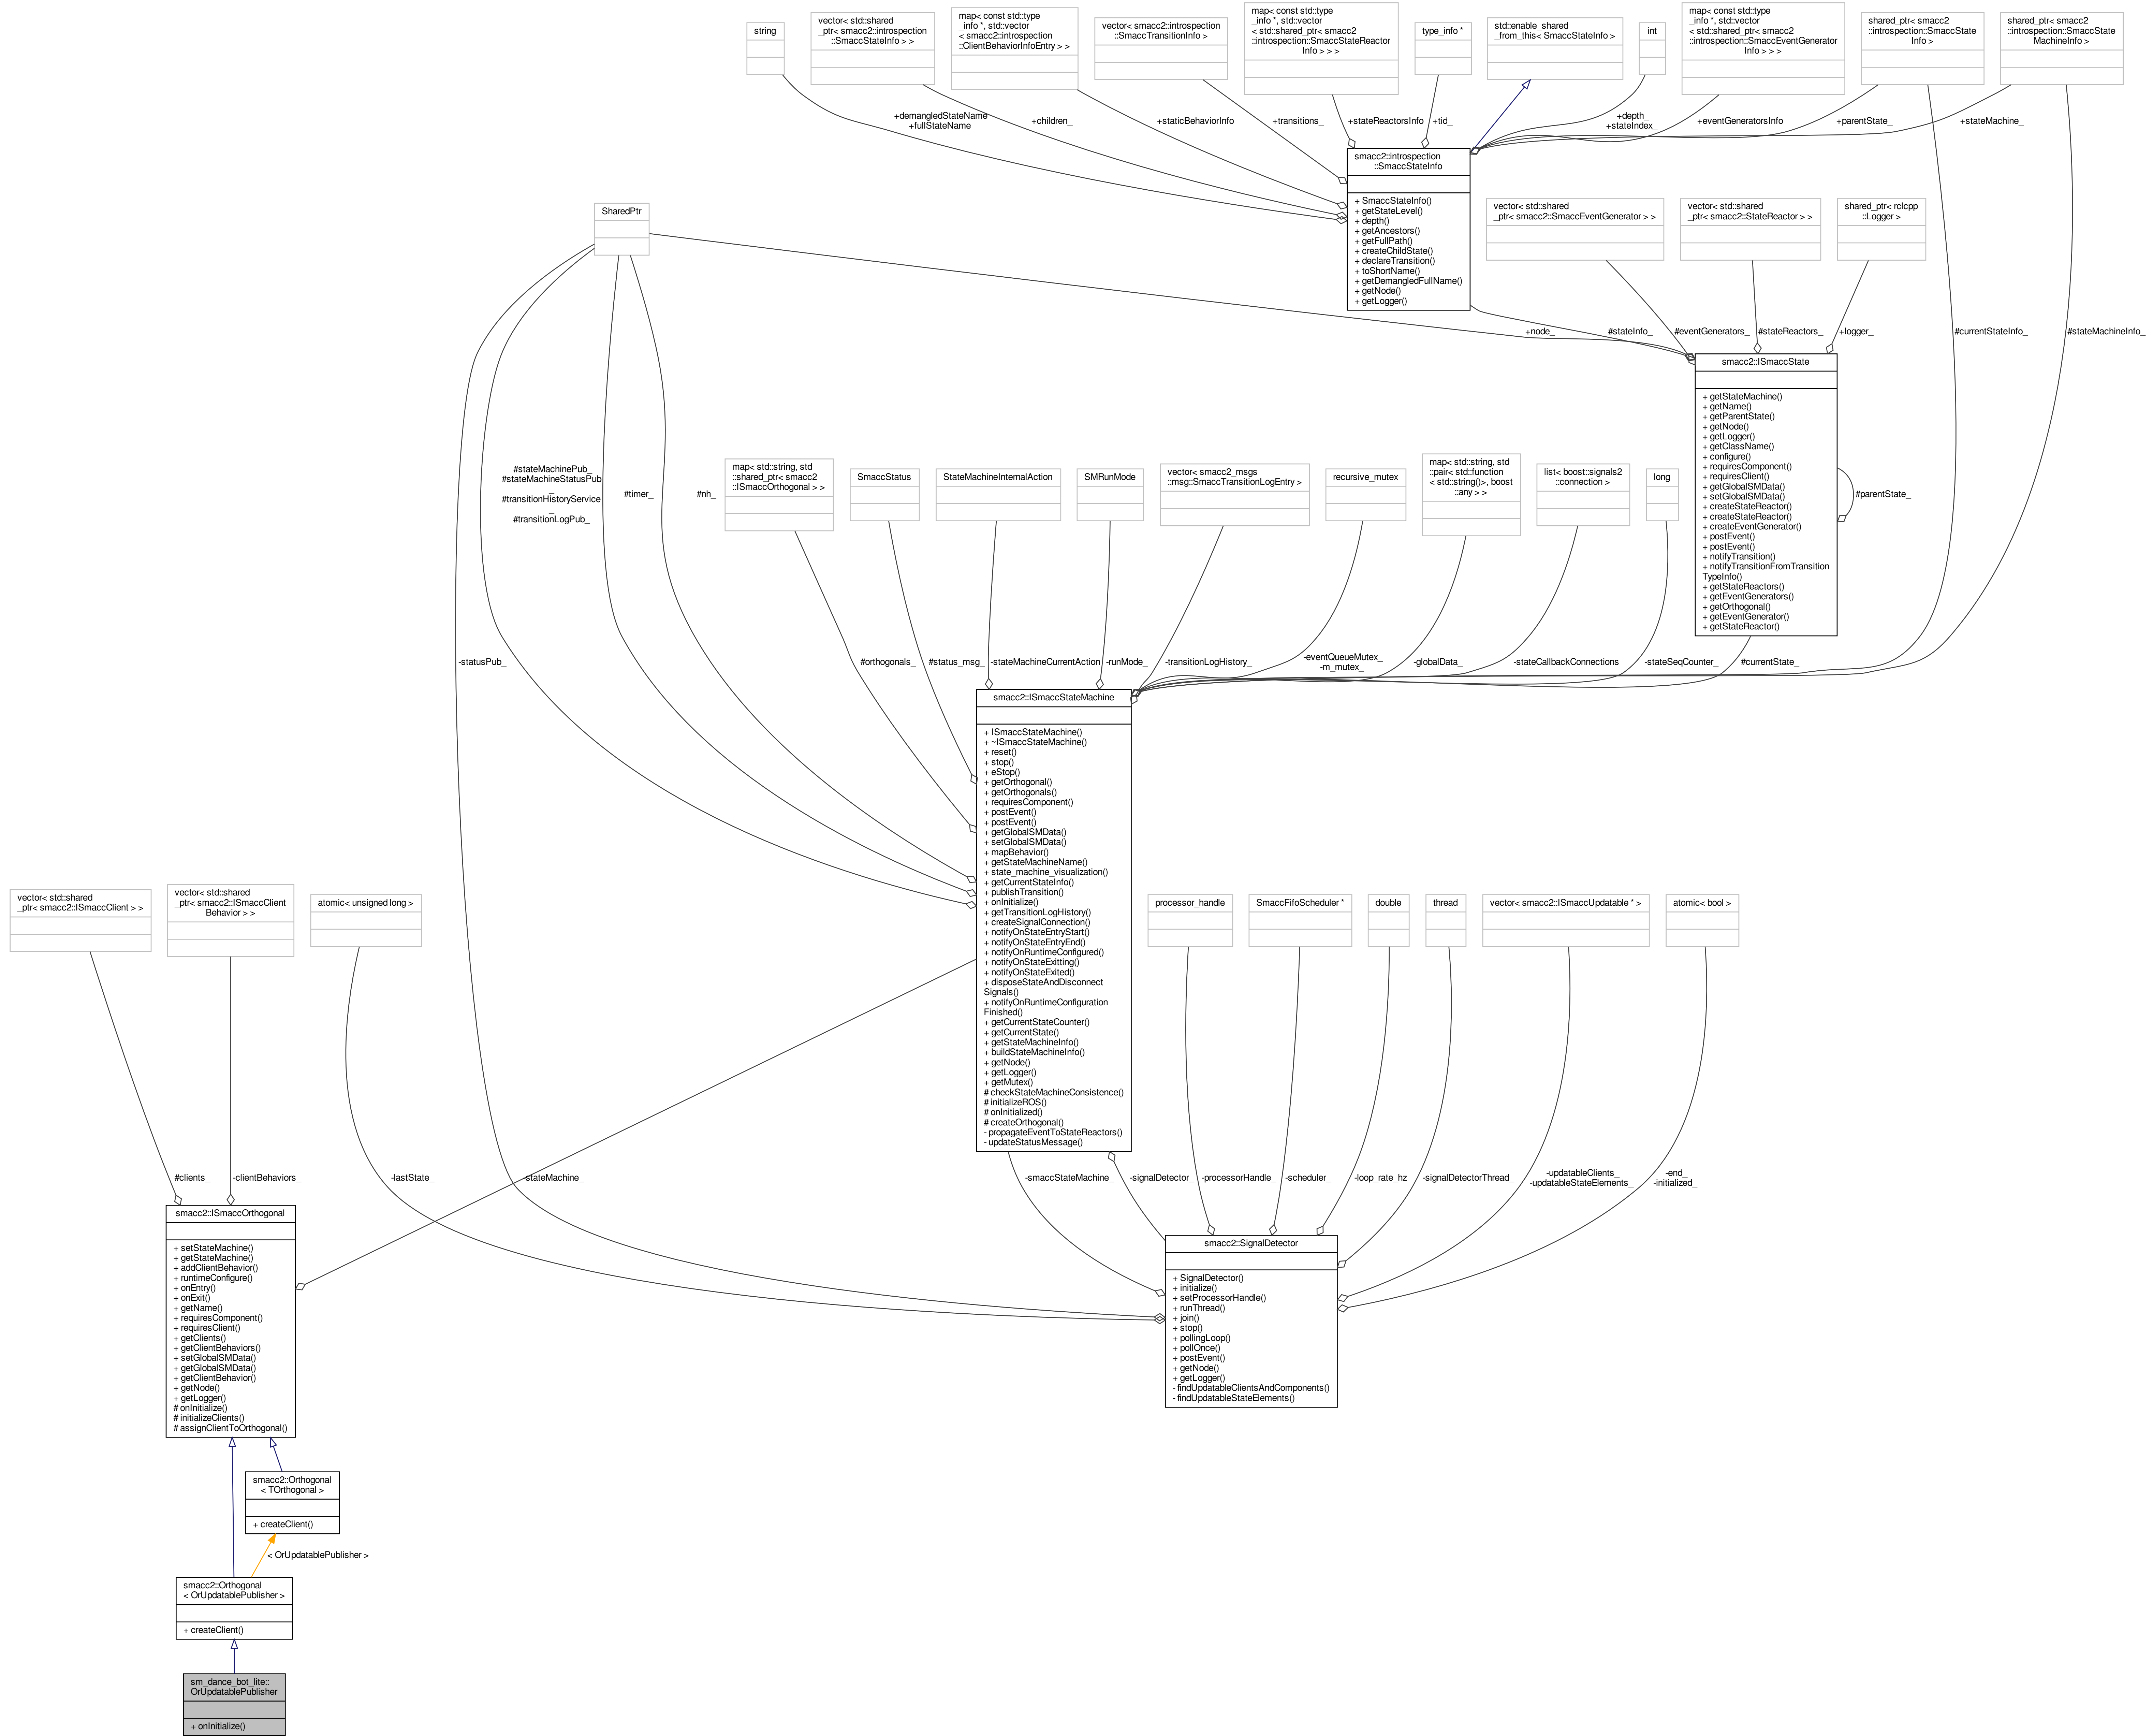 string
vector< std::shared
_ptr< smacc2::introspection
::SmaccStateInfo > >
map< const std::type
_info *, std::vector
< smacc2::introspection
::ClientBehaviorInfoEntry > >
vector< smacc2::introspection
::SmaccTransitionInfo >
map< const std::type
_info *, std::vector
< std::shared_ptr< smacc2
::introspection::SmaccStateReactor
Info > > >
type_info *
std::enable_shared
_from_this< SmaccStateInfo >
int
map< const std::type
_info *, std::vector
< std::shared_ptr< smacc2
::introspection::SmaccEventGenerator
Info > > >
shared_ptr< smacc2
::introspection::SmaccState
Info >
shared_ptr< smacc2
::introspection::SmaccState
MachineInfo >
+demangledStateName
+fullStateName
+children_
+staticBehaviorInfo
+transitions_
+stateReactorsInfo
+tid_
+depth_
+stateIndex_
+eventGeneratorsInfo
+parentState_
+stateMachine_
smacc2::introspection
::SmaccStateInfo
+ SmaccStateInfo()
+ getStateLevel()
+ depth()
+ getAncestors()
+ getFullPath()
+ createChildState()
+ declareTransition()
+ toShortName()
+ getDemangledFullName()
+ getNode()
+ getLogger()
SharedPtr
vector< std::shared
_ptr< smacc2::SmaccEventGenerator > >
vector< std::shared
_ptr< smacc2::StateReactor > >
shared_ptr< rclcpp
::Logger >
+node_
#stateInfo_
#eventGenerators_
#stateReactors_
+logger_
#currentStateInfo_
#stateMachineInfo_
smacc2::ISmaccState
+ getStateMachine()
+ getName()
+ getParentState()
+ getNode()
+ getLogger()
+ getClassName()
+ configure()
+ requiresComponent()
+ requiresClient()
+ getGlobalSMData()
+ setGlobalSMData()
+ createStateReactor()
+ createStateReactor()
+ createEventGenerator()
+ postEvent()
+ postEvent()
+ notifyTransition()
+ notifyTransitionFromTransition
TypeInfo()
+ getStateReactors()
+ getEventGenerators()
+ getOrthogonal()
+ getEventGenerator()
+ getStateReactor()
#parentState_
#stateMachinePub_
#stateMachineStatusPub
_
#transitionHistoryService
_
#transitionLogPub_
#timer_
#nh_
map< std::string, std
::shared_ptr< smacc2
::ISmaccOrthogonal > >
SmaccStatus
StateMachineInternalAction
SMRunMode
vector< smacc2_msgs
::msg::SmaccTransitionLogEntry >
recursive_mutex
map< std::string, std
::pair< std::function
< std::string()>, boost
::any > >
list< boost::signals2
::connection >
long
-statusPub_
#orthogonals_
#status_msg_
-stateMachineCurrentAction
-runMode_
-transitionLogHistory_
-eventQueueMutex_
-m_mutex_
-globalData_
-stateCallbackConnections
-stateSeqCounter_
#currentState_
smacc2::ISmaccStateMachine
+ ISmaccStateMachine()
+ ~ISmaccStateMachine()
+ reset()
+ stop()
+ eStop()
+ getOrthogonal()
+ getOrthogonals()
+ requiresComponent()
+ postEvent()
+ postEvent()
+ getGlobalSMData()
+ setGlobalSMData()
+ mapBehavior()
+ getStateMachineName()
+ state_machine_visualization()
+ getCurrentStateInfo()
+ publishTransition()
+ onInitialize()
+ getTransitionLogHistory()
+ createSignalConnection()
+ notifyOnStateEntryStart()
+ notifyOnStateEntryEnd()
+ notifyOnRuntimeConfigured()
+ notifyOnStateExitting()
+ notifyOnStateExited()
+ disposeStateAndDisconnect
Signals()
+ notifyOnRuntimeConfiguration
Finished()
+ getCurrentStateCounter()
+ getCurrentState()
+ getStateMachineInfo()
+ buildStateMachineInfo()
+ getNode()
+ getLogger()
+ getMutex()
# checkStateMachineConsistence()
# initializeROS()
# onInitialized()
# createOrthogonal()
- propagateEventToStateReactors()
- updateStatusMessage()
vector< std::shared
_ptr< smacc2::ISmaccClient > >
vector< std::shared
_ptr< smacc2::ISmaccClient
Behavior > >
atomic< unsigned long >
processor_handle
SmaccFifoScheduler *
double
thread
vector< smacc2::ISmaccUpdatable * >
atomic< bool >
#clients_
-clientBehaviors_
-lastState_
-stateMachine_
-smaccStateMachine_
-signalDetector_
-processorHandle_
-scheduler_
-loop_rate_hz
-signalDetectorThread_
-updatableClients_
-updatableStateElements_
-end_
-initialized_
smacc2::ISmaccOrthogonal
+ setStateMachine()
+ getStateMachine()
+ addClientBehavior()
+ runtimeConfigure()
+ onEntry()
+ onExit()
+ getName()
+ requiresComponent()
+ requiresClient()
+ getClients()
+ getClientBehaviors()
+ setGlobalSMData()
+ getGlobalSMData()
+ getClientBehavior()
+ getNode()
+ getLogger()
# onInitialize()
# initializeClients()
# assignClientToOrthogonal()
smacc2::SignalDetector
+ SignalDetector()
+ initialize()
+ setProcessorHandle()
+ runThread()
+ join()
+ stop()
+ pollingLoop()
+ pollOnce()
+ postEvent()
+ getNode()
+ getLogger()
- findUpdatableClientsAndComponents()
- findUpdatableStateElements()
smacc2::Orthogonal
< TOrthogonal >
+ createClient()
< OrUpdatablePublisher >
smacc2::Orthogonal
< OrUpdatablePublisher >
+ createClient()
sm_dance_bot_lite::
OrUpdatablePublisher
+ onInitialize()